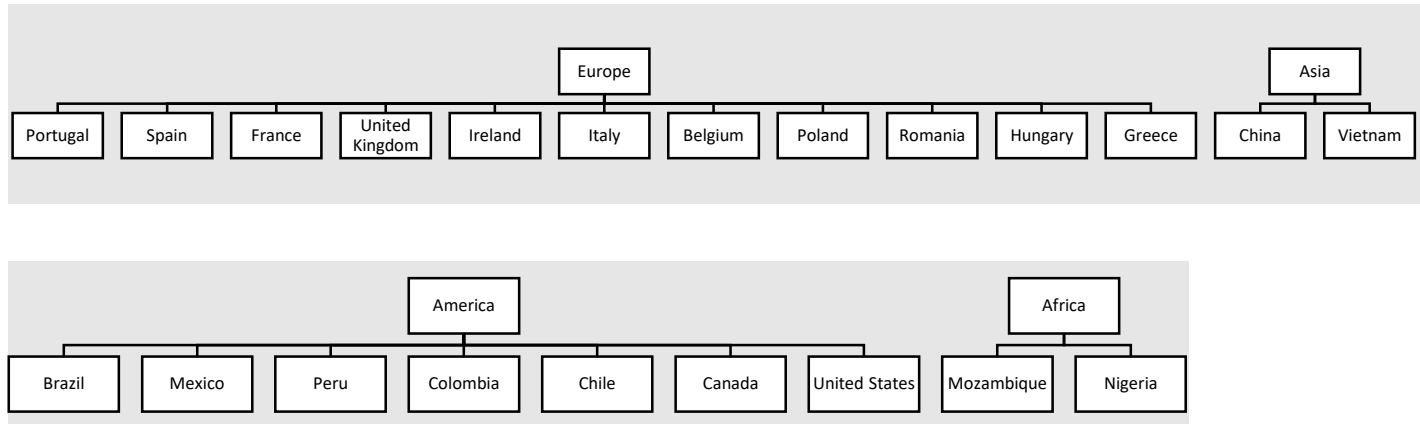 Europe
Asia
Portugal
Spain
France
United
Kingdom
Ireland
Italy
Belgium
Poland
Romania
Hungary
Greece
China
Vietnam
America
Africa
Brazil
Mexico
Peru
Colombia
Chile
Canada
United States
Mozambique
Nigeria